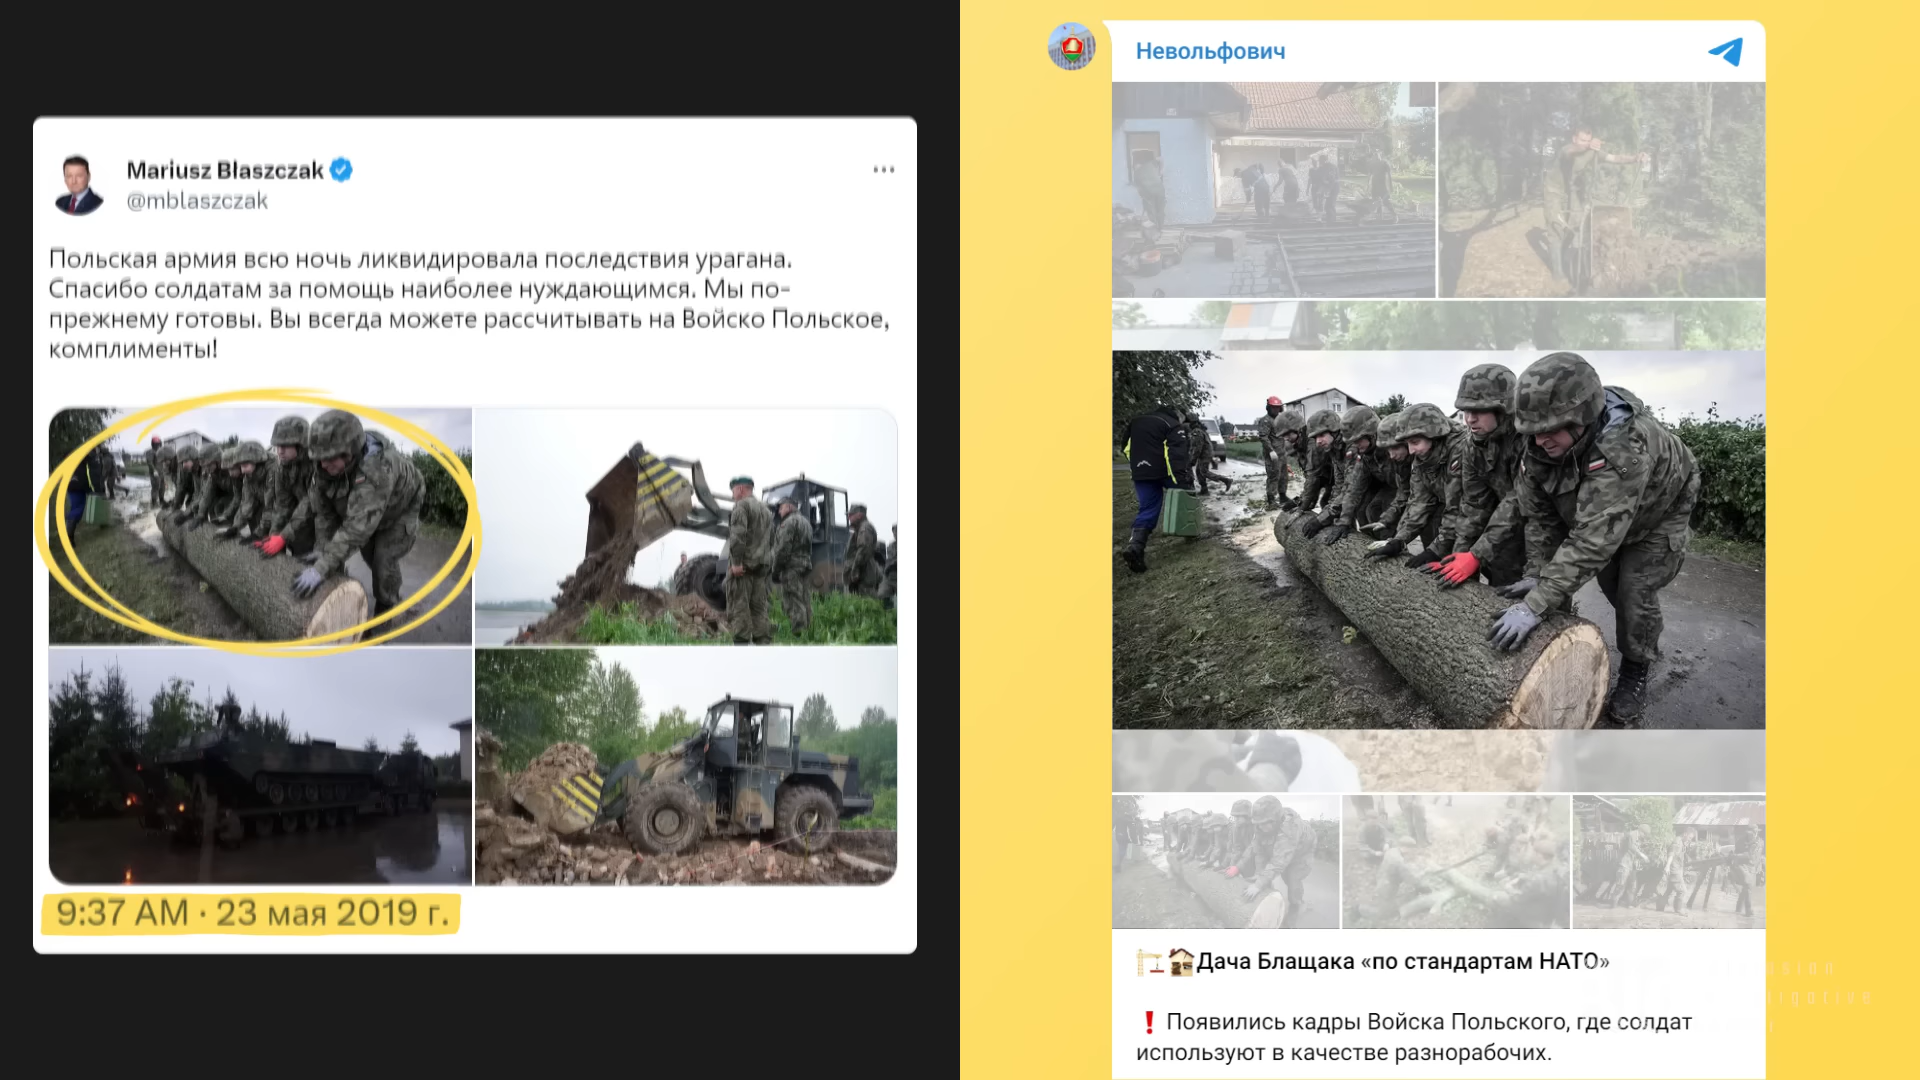 Mariusz Błaszczak
@mblaszczak
Польская армия всю ночь ликвидировала последствия урагана.
Спасибо солдатам за помощь наиболее нуждающимся. Мы по-
прежнему готовы. Вы всегда можете рассчитывать на Войско Польское,
комплименты!
9:37 AM · 23 мая 2019 г.
Невольфович
Дача Блащака «по стандартам НАТО»
❗ Появились кадры Войска Польского, где солдат
используют в качестве разнорабочих.